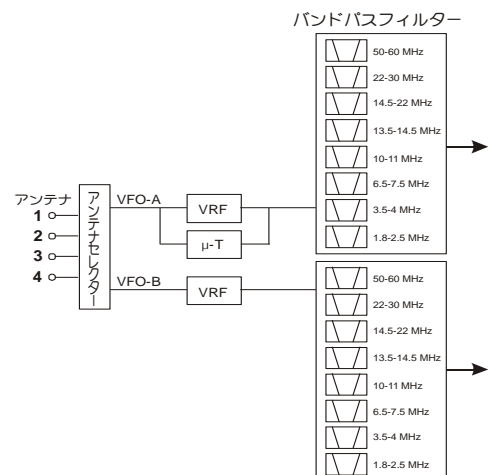 バンドパスフィルター
50-60 MHz
22-30 MHz
14.5-22 MHz
13.5-14.5 MHz
10-11 MHz
6.5-7.5 MHz
3.5-4 MHz
1.8-2.5 MHz
アンテナ
1
2
3
4
アンテナセレクター
VFO-A
VRF
μ-T
VFO-B
VRF
50-60 MHz
22-30 MHz
14.5-22 MHz
13.5-14.5 MHz
10-11 MHz
6.5-7.5 MHz
3.5-4 MHz
1.8-2.5 MHz